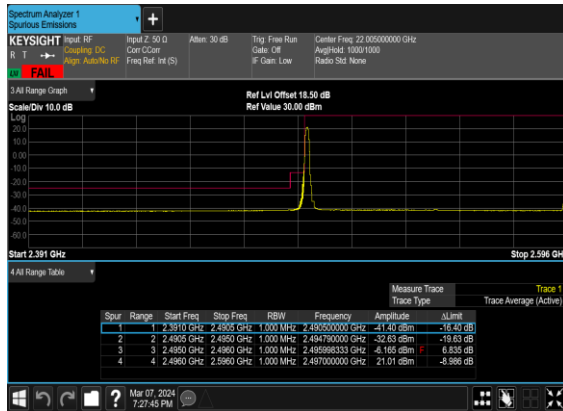 Spectrum Analyzer 1
Spurious Emissions
KEYSIGHT Input: RF Input Z: 50 Ω Atten: 30 dB Trig: Free Run Center Freq: 22.005000000 GHz
R T Coupling: DC Corr CCorr Gate: Off Avg|Hold: 1000/1000
Align: Auto/No RF Freq Ref: Int (S) IF Gain: Low Radio Std: None
LW FAIL
3 All Range Graph
Ref Lvl Offset 18.50 dB
Scale/Div 10.0 dB Ref Value 30.00 dBm
Log
20.0
10.0
0.00
-10.0
-20.0
-30.0
-40.0
-50.0
-60.0
Start 2.391 GHz Stop 2.596 GHz
4 All Range Table
Measure Trace Trace 1
Trace Type Trace Average (Active)
Spur Range Start Freq Stop Freq RBW Frequency Amplitude ΔLimit
1 1 2.3910 GHz 2.4905 GHz 1.000 MHz 2.490500000 GHz -41.40 dBm -16.40 dB
2 2 2.4905 GHz 2.4950 GHz 1.000 MHz 2.494790000 GHz -32.63 dBm -19.63 dB
3 3 2.4950 GHz 2.4960 GHz 1.000 MHz 2.495998333 GHz -6.165 dBm F 6.835 dB
4 4 2.4960 GHz 2.5960 GHz 1.000 MHz 2.497000000 GHz 21.01 dBm -8.986 dB
Mar 07, 2024
7:27:45 PM